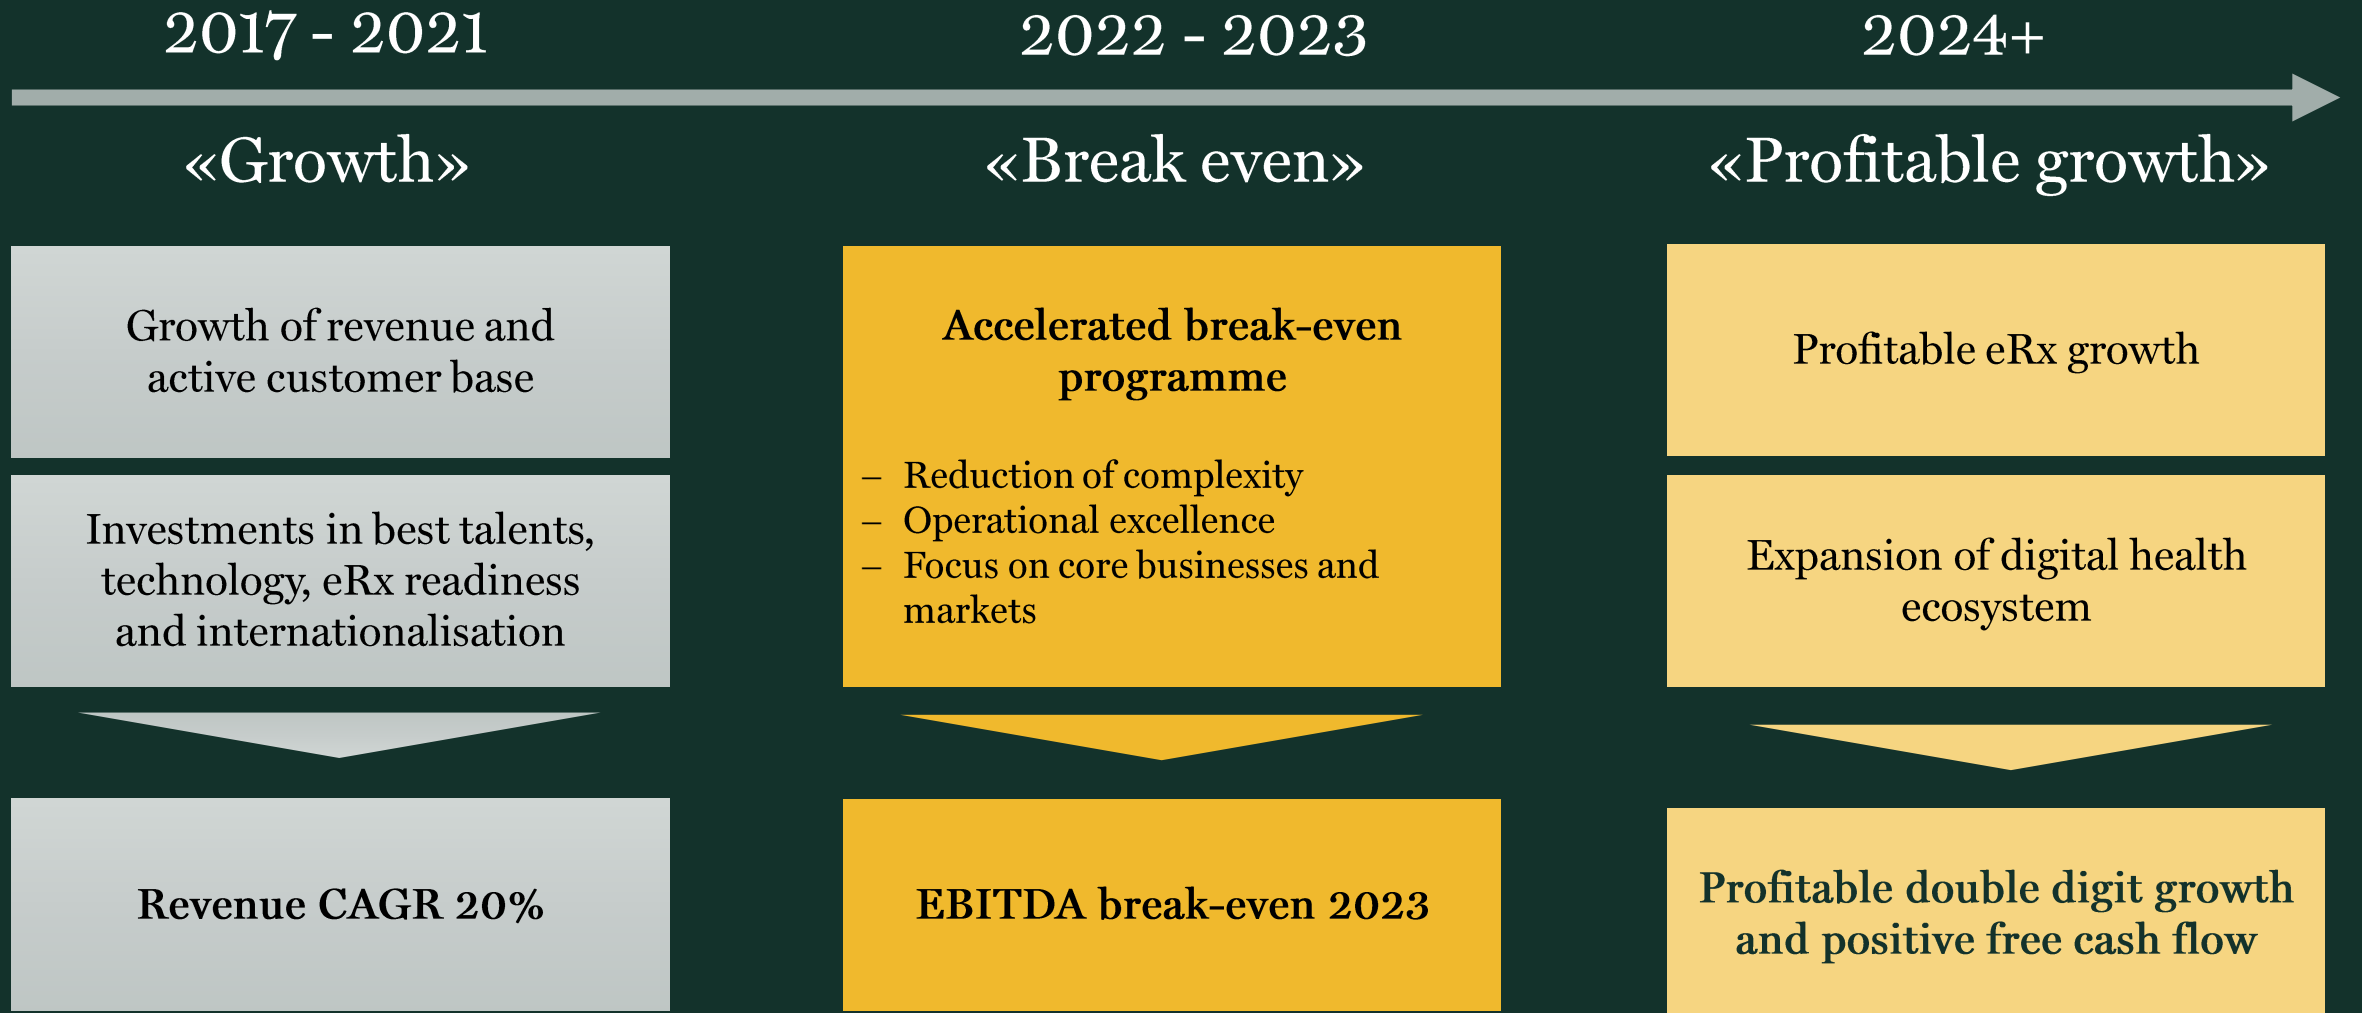 2017 - 2021
2022 - 2023
2024+
«Growth»
«Break even»
«Profitable growth»
Growth of revenue and
active customer base
Investments in best talents,
technology, eRx readiness
and internationalisation
Revenue CAGR 20%
Accelerated break-even
programme
– Reduction of complexity
– Operational excellence
– Focus on core businesses and
markets
EBITDA break-even 2023
Profitable eRx growth
Expansion of digital health
ecosystem
Profitable double digit growth
and positive free cash flow